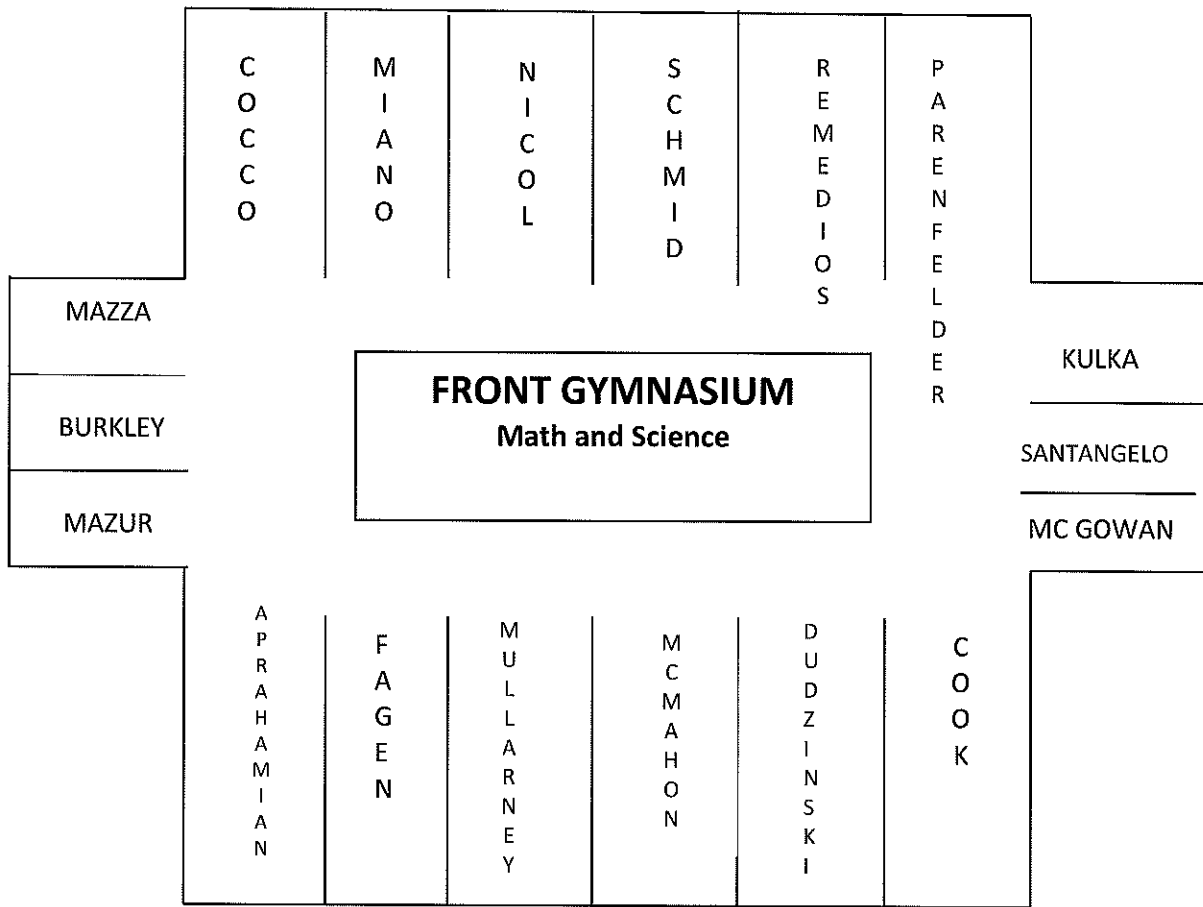 COCCO
MIANO
NICOL
SCHMID
REMEDIOS
PARENFELDER
MAZZA
BURKLEY
MAZUR
FRONT GYMNASIUM
Math and Science
KULKA
SANTANGELO
MC GOWAN
APRAHAMIAN
FAGEN
MULLARNEY
MCMAHON
DUDZINSKI
COOK